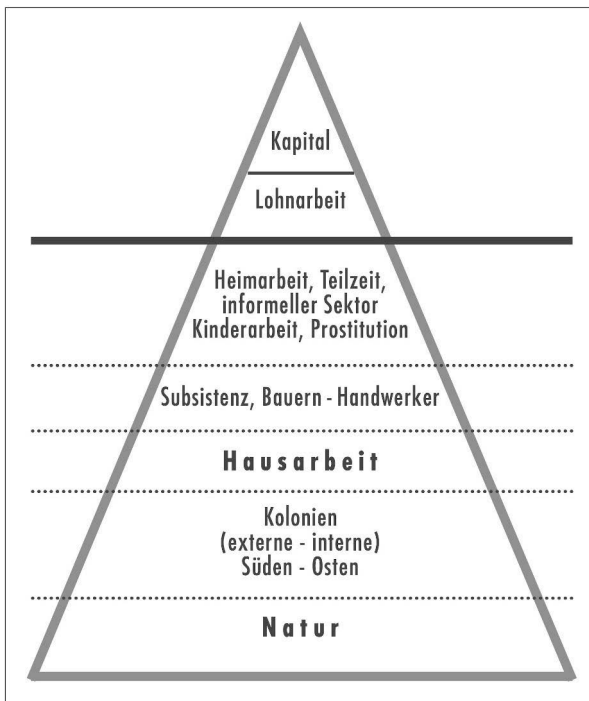 Kapital
Lohnarbeit
Heimarbeit, Teilzeit,
informeller Sektor
Kinderarbeit, Prostitution
Subsistenz, Bauern - Handwerker
Hausarbeit
Kolonien
(externe - interne)
Süden - Osten
Natur